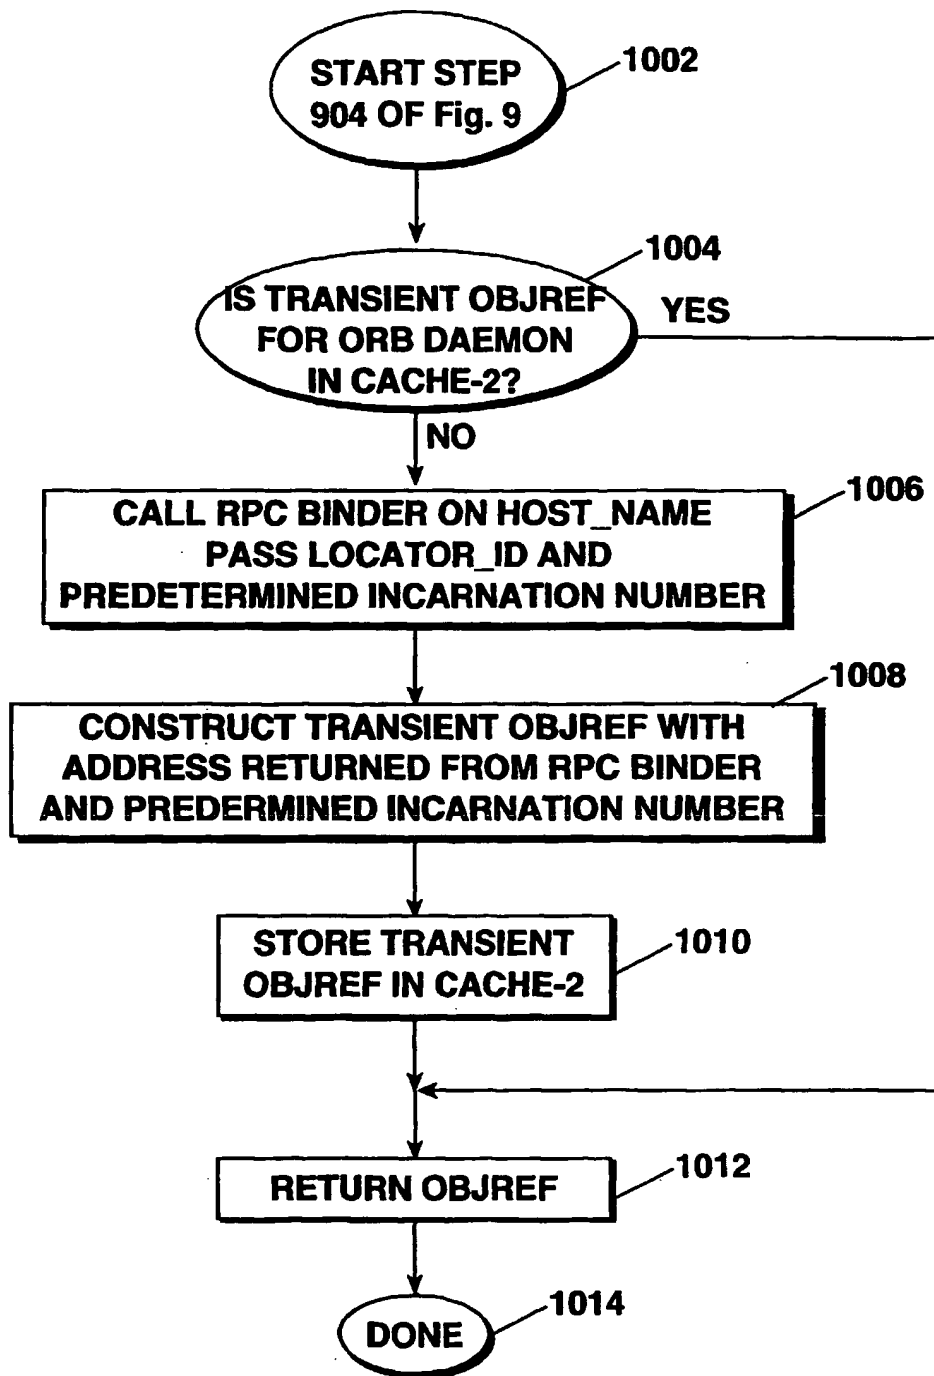 START STEP
904 OF Fig. 9
1002
IS TRANSIENT OBJREF
FOR ORB DAEMON
IN CACHE-2?
1004
YES
NO
CALL RPC BINDER ON HOST_NAME
PASS LOCATOR_ID AND
PREDETERMINED INCARNATION NUMBER
1006
CONSTRUCT TRANSIENT OBJREF WITH
ADDRESS RETURNED FROM RPC BINDER
AND PREDERMINED INCARNATION NUMBER
1008
STORE TRANSIENT
OBJREF IN CACHE-2
1010
RETURN OBJREF
1012
DONE
1014